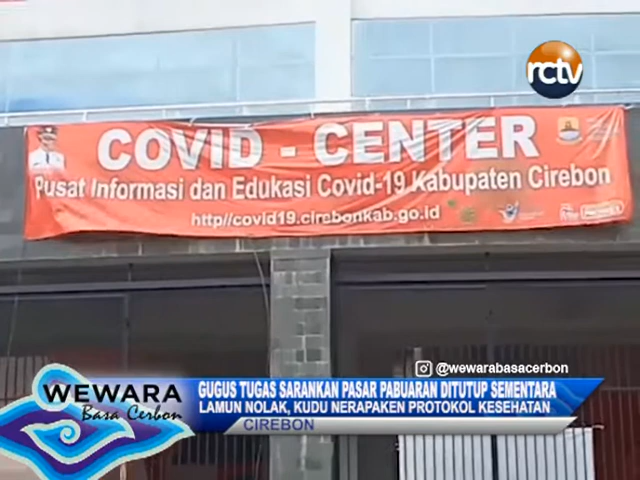 rctv
COVID - CENTER
Pusat Informasi dan Edukasi Covid-19 Kabupaten Cirebon
http//covid19.cirebonkab.go.id
@wewarabasacerbon
WEWARA
Basa Cerbon
GUGUS TUGAS SARANKAN PASAR PABUARAN DITUTUP SEMENTARA
LAMUN NOLAK, KUDU NERAPAKEN PROTOKOL KESEHATAN
CIREBON